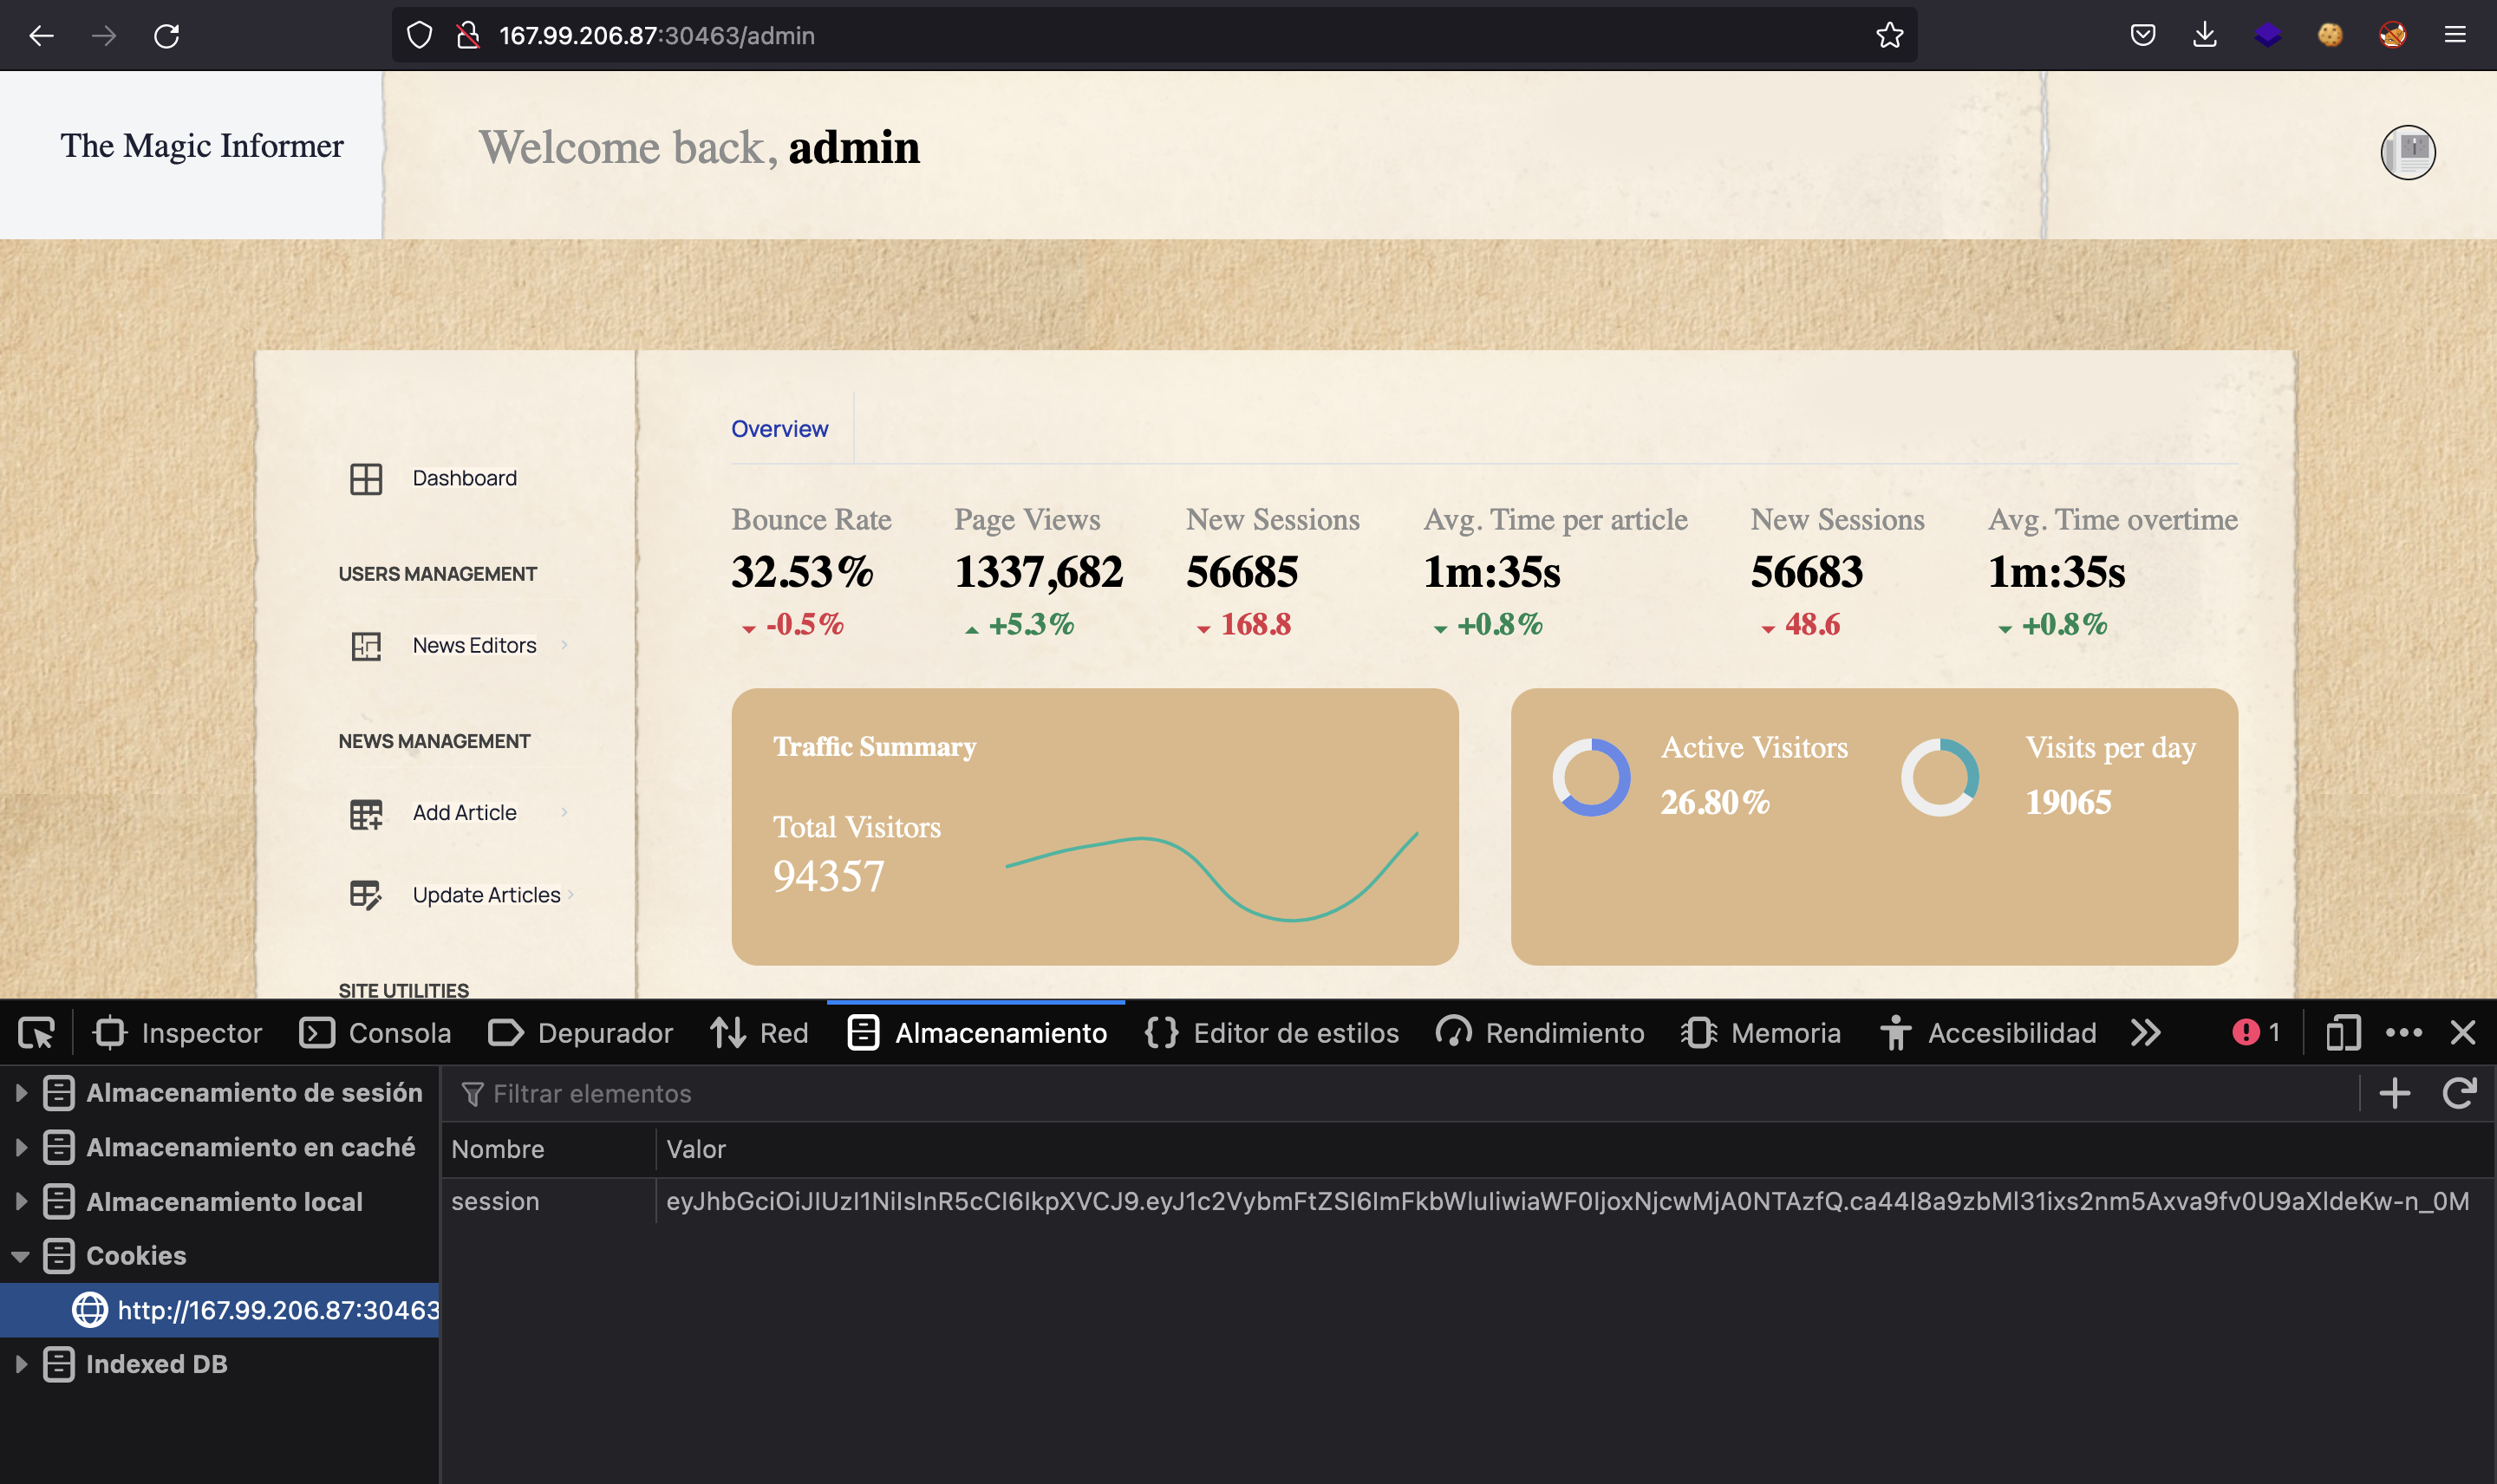 167.99.206.87:30463/admin
The Magic Informer
Welcome back, admin
Overview
Dashboard
USERS MANAGEMENT
News Editors
NEWS MANAGEMENT
Add Article
Update Articles
SITE UTILITIES
Bounce Rate
32.53%
-0.5%
Page Views
1337,682
+5.3%
New Sessions
56685
168.8
Avg. Time per article
1m:35s
+0.8%
New Sessions
56683
48.6
Avg. Time overtime
1m:35s
+0.8%
Traffic Summary
Total Visitors
94357
Active Visitors
26.80%
Visits per day
19065
Inspector Consola Depurador Red Almacenamiento Editor de estilos Rendimiento Memoria Accesibilidad 1
Almacenamiento de sesión
Almacenamiento en caché
Almacenamiento local
Cookies
http://167.99.206.87:30463
Indexed DB
Filtrar elementos
Nombre Valor
session eyJhbGciOiJIUzI1NiIsInR5cCI6IkpXVCJ9.eyJ1c2VybmFtZSI6ImFkbWluIiwiaWF0IjoxNjcwMjA0NTAzfQ.ca44I8a9zbMl31ixs2nm5Axva9fv0U9aXIdeKw-n_0M